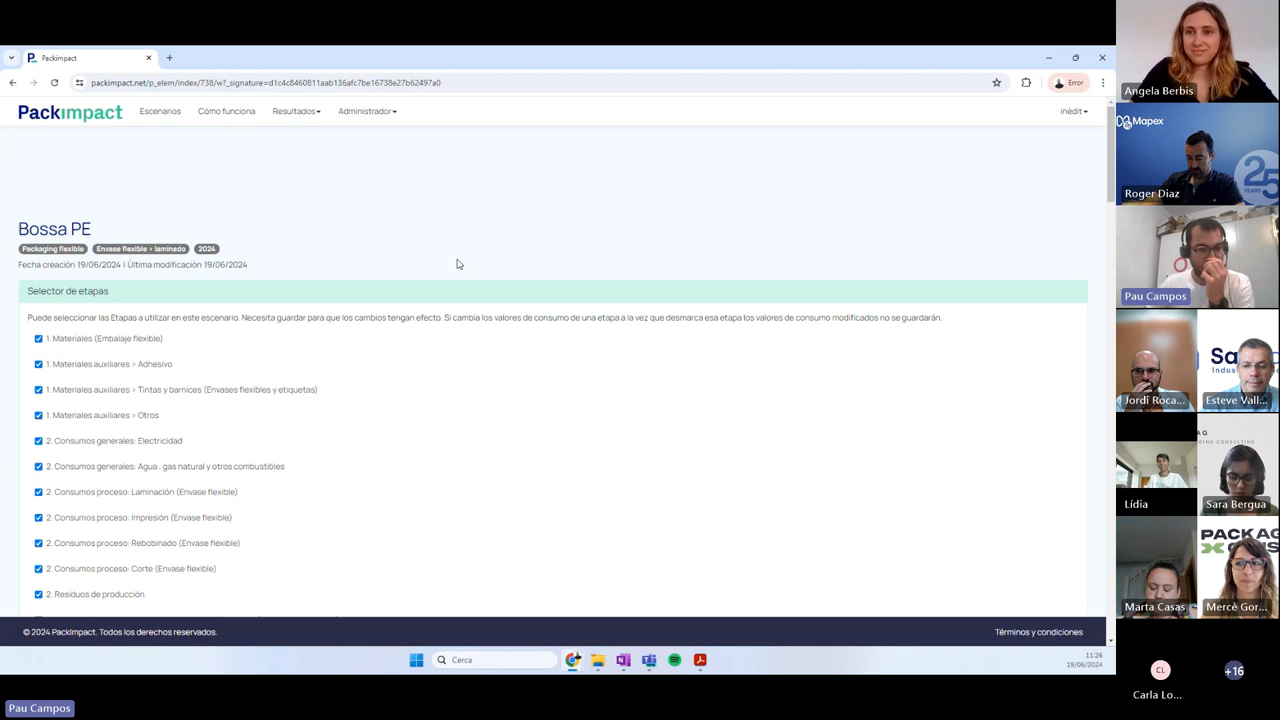 Packimpact
packimpact.net/p_elem/index/738/w?_signature=d1c4c8460811aab136afc7be16738e27b62497a0
Error
Packimpact
Escenarios
Cómo funciona
Resultados
Administrador
inèdit
Bossa PE
Packaging flexible
Envase flexible > laminado
2024
Fecha creación 19/06/2024 | Última modificación 19/06/2024
Selector de etapas
Puede seleccionar las Etapas a utilizar en este escenario. Necesita guardar para que los cambios tengan efecto. Si cambia los valores de consumo de una etapa a la vez que desmarca esa etapa los valores de consumo modificados no se guardarán.
1. Materiales (Embalaje flexible)
1. Materiales auxiliares > Adhesivo
1. Materiales auxiliares > Tintas y barnices (Envases flexibles y etiquetas)
1. Materiales auxiliares > Otros
2. Consumos generales: Electricidad
2. Consumos generales: Agua , gas natural y otros combustibles
2. Consumos proceso: Laminación (Envase flexible)
2. Consumos proceso: Impresión (Envase flexible)
2. Consumos proceso: Rebobinado (Envase flexible)
2. Consumos proceso: Corte (Envase flexible)
2. Residuos de producción
© 2024 PackImpact. Todos los derechos reservados.
Términos y condiciones
Cerca
11:26
19/06/2024
Pau Campos
Angela Berbis
Mapex
25
YEARS
Roger Diaz
Pau Campos
Jordi Roca...
Sa
Indus
Esteve Vall...
Lídia
Sara Bergua
PACKAG
Marta Casas
Mercè Gor...
CL
Carla Lo...
+16